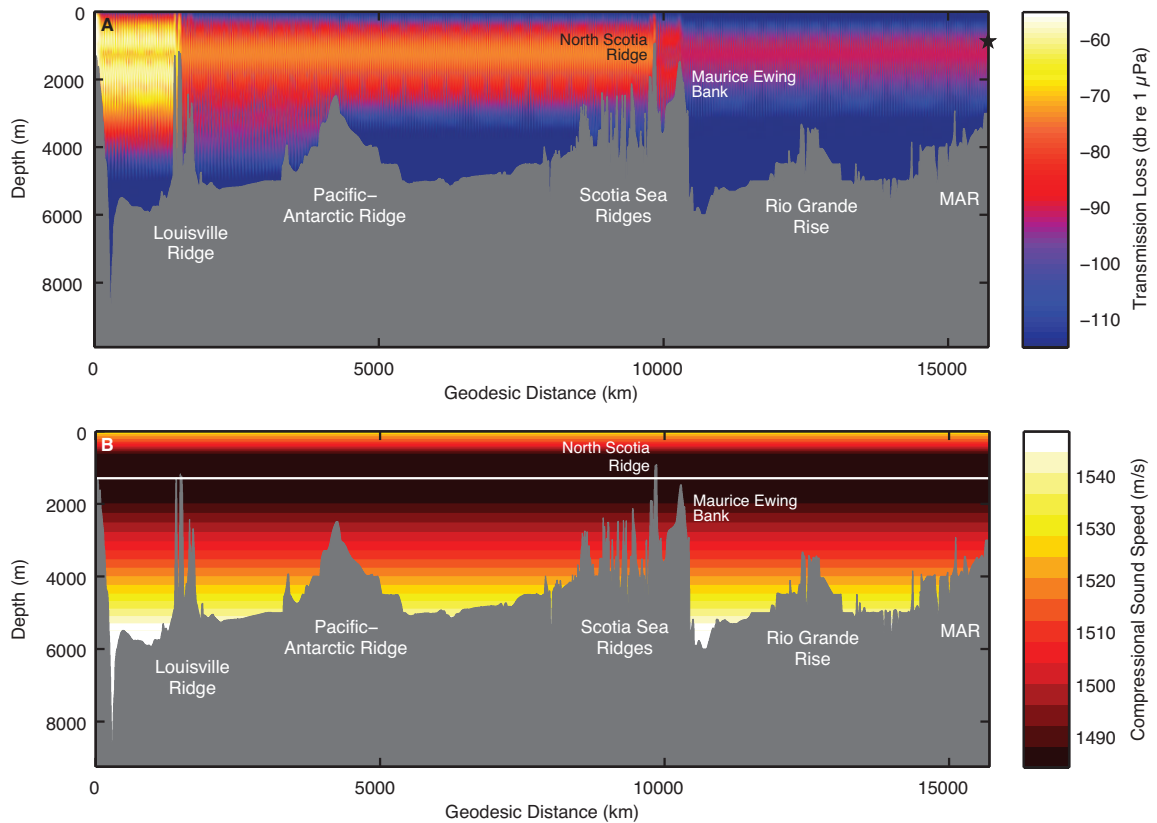 A
0
2000
4000
6000
8000
Depth (m)
North Scotia
Ridge
Maurice Ewing
Bank
Pacific–
Antarctic Ridge
Scotia Sea
Ridges
Rio Grande
Rise
MAR
Louisville
Ridge
0
5000
10000
15000
Geodesic Distance (km)
−60
−70
−80
−90
−100
−110
Transmission Loss (db re 1 µPa)
B
0
2000
4000
6000
8000
Depth (m)
North Scotia
Ridge
Maurice Ewing
Bank
Pacific–
Antarctic Ridge
Scotia Sea
Ridges
Rio Grande
Rise
MAR
Louisville
Ridge
0
5000
10000
15000
Geodesic Distance (km)
1540
1530
1520
1510
1500
1490
Compressional Sound Speed (m/s)